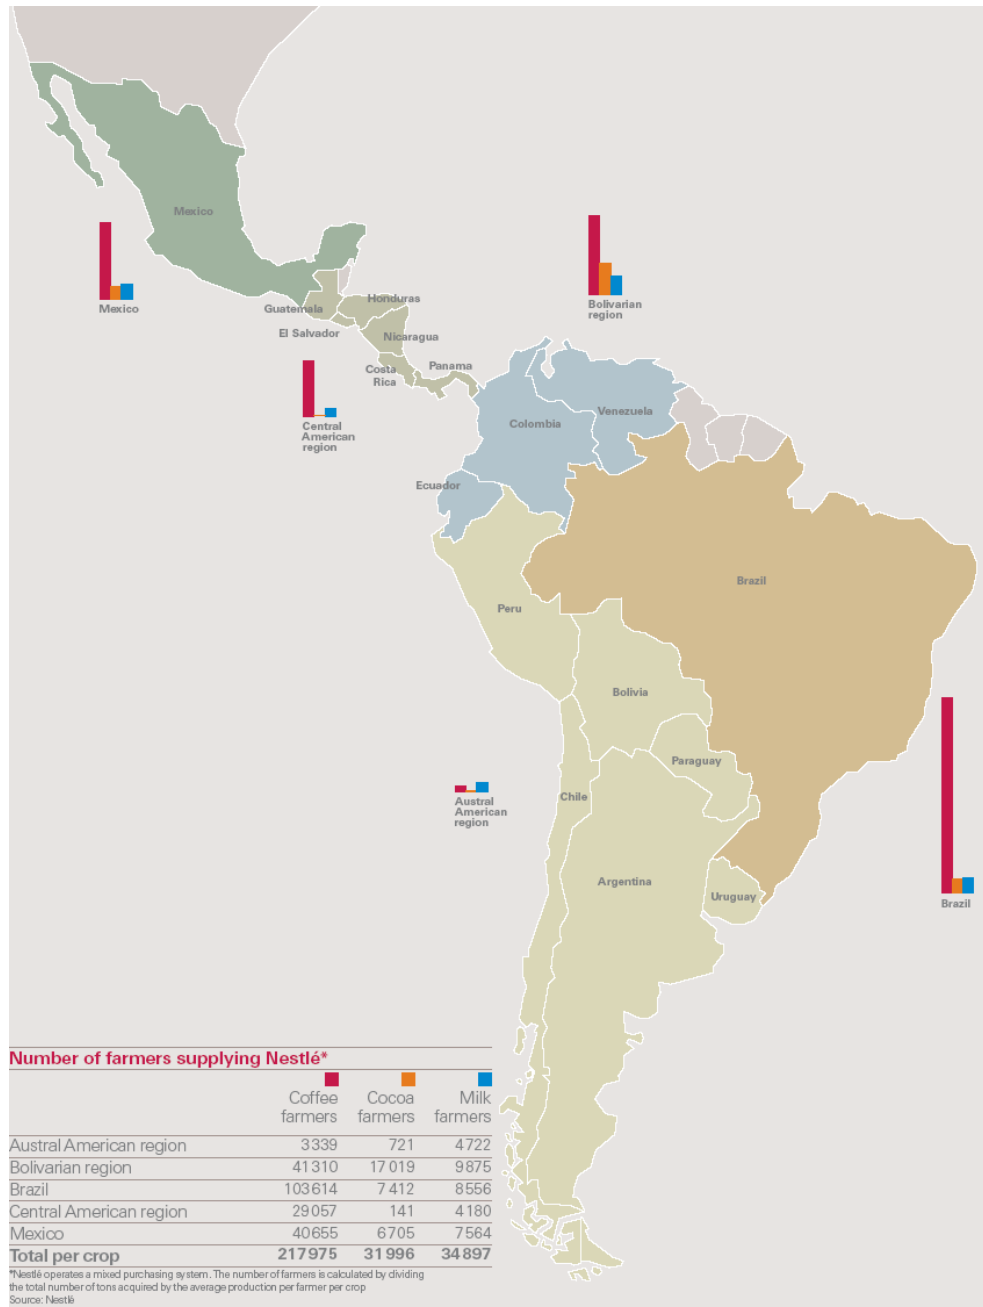 Mexico
Honduras
Guatemala
El Salvador
Nicaragua
Costa
Rica
Panama
Mexico
Bolivarian
region
Central
American
region
Venezuela
Colombia
Ecuador
Brazil
Peru
Bolivia
Paraguay
Chile
Austral
American
region
Argentina
Uruguay
Brazil
Number of farmers supplying Nestlé*
Coffee farmers Cocoa farmers Milk farmers
Austral American region 3339 721 4722
Bolivarian region 41310 17019 9875
Brazil 103614 7412 8556
Central American region 29057 141 4180
Mexico 40655 6705 7564
Total per crop 217975 31996 34897
*Nestlé operates a mixed purchasing system. The number of farmers is calculated by dividing
the total number of tons acquired by the average production per farmer per crop
Source: Nestlé